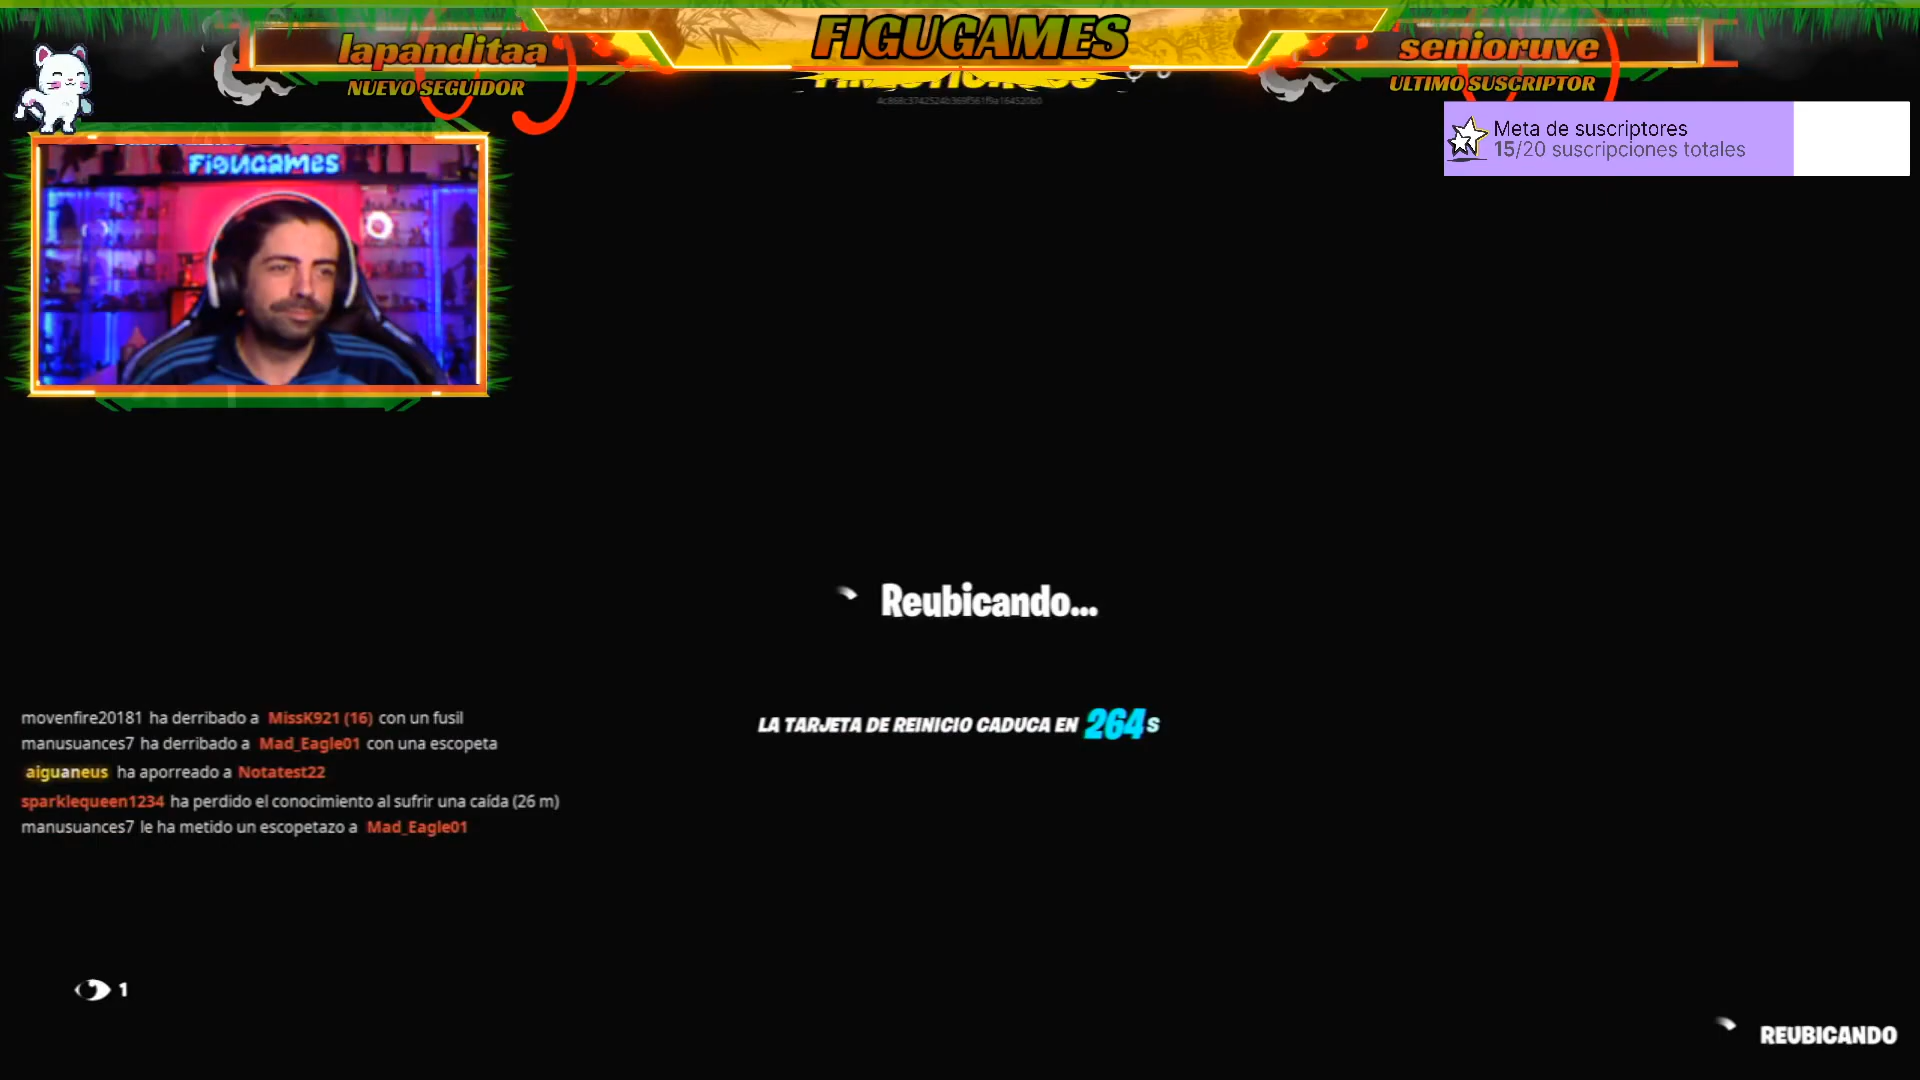 lapanditaa
NUEVO SEGUIDOR
FIGUGAMES
senioruve
ULTIMO SUSCRIPTOR
Meta de suscriptores
15/20 suscripciones totales
FiGUGAMES
Reubicando...
LA TARJETA DE REINICIO CADUCA EN 264 S
movenfire20181 ha derribado a MissK921 (16) con un fusil
manusuances7 ha derribado a Mad_Eagle01 con una escopeta
aiguaneus ha aporreado a Notatest22
sparklequeen1234 ha perdido el conocimiento al sufrir una caída (26 m)
manusuances7 le ha metido un escopetazo a Mad_Eagle01
1
REUBICANDO